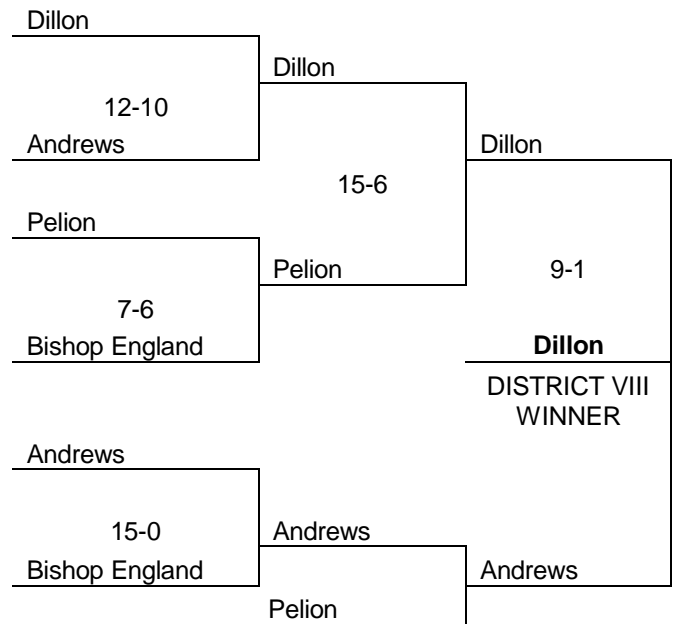 Dillon
Dillon
12-10
Andrews
Dillon
15-6
Pelion
Pelion
9-1
7-6
Bishop England
Dillon
DISTRICT VIII
WINNER
Andrews
15-0
Andrews
Bishop England
Andrews
Pelion